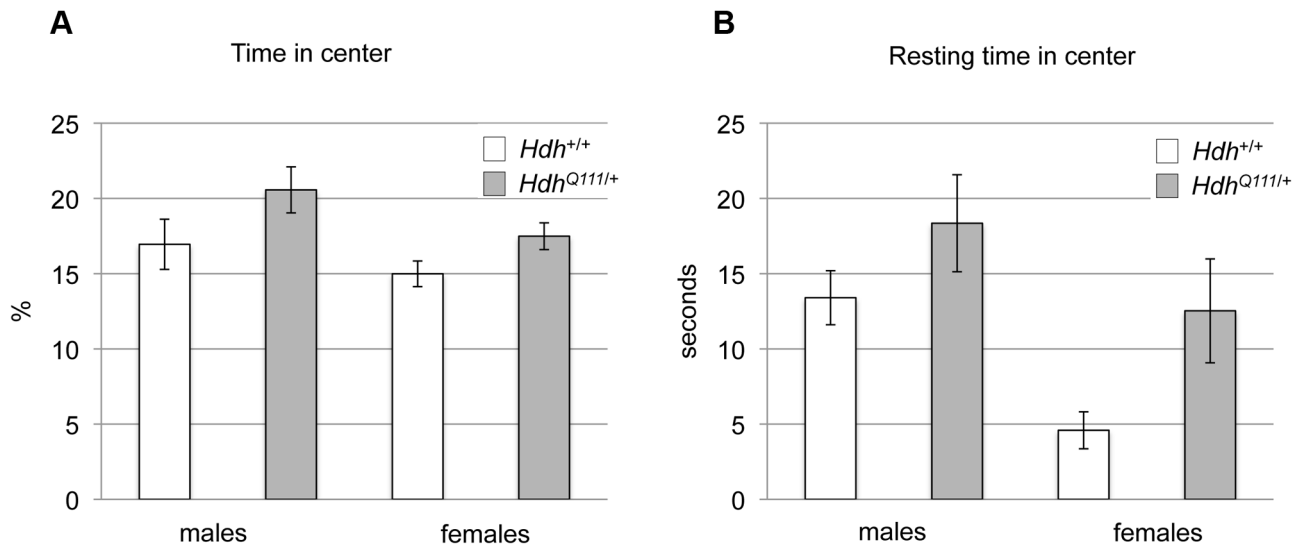 A
Time in center
25
20
15
10
5
0
%
Hdh+/+
HdhQ111/+
males
females
B
Resting time in center
25
20
15
10
5
0
seconds
Hdh+/+
HdhQ111/+
males
females